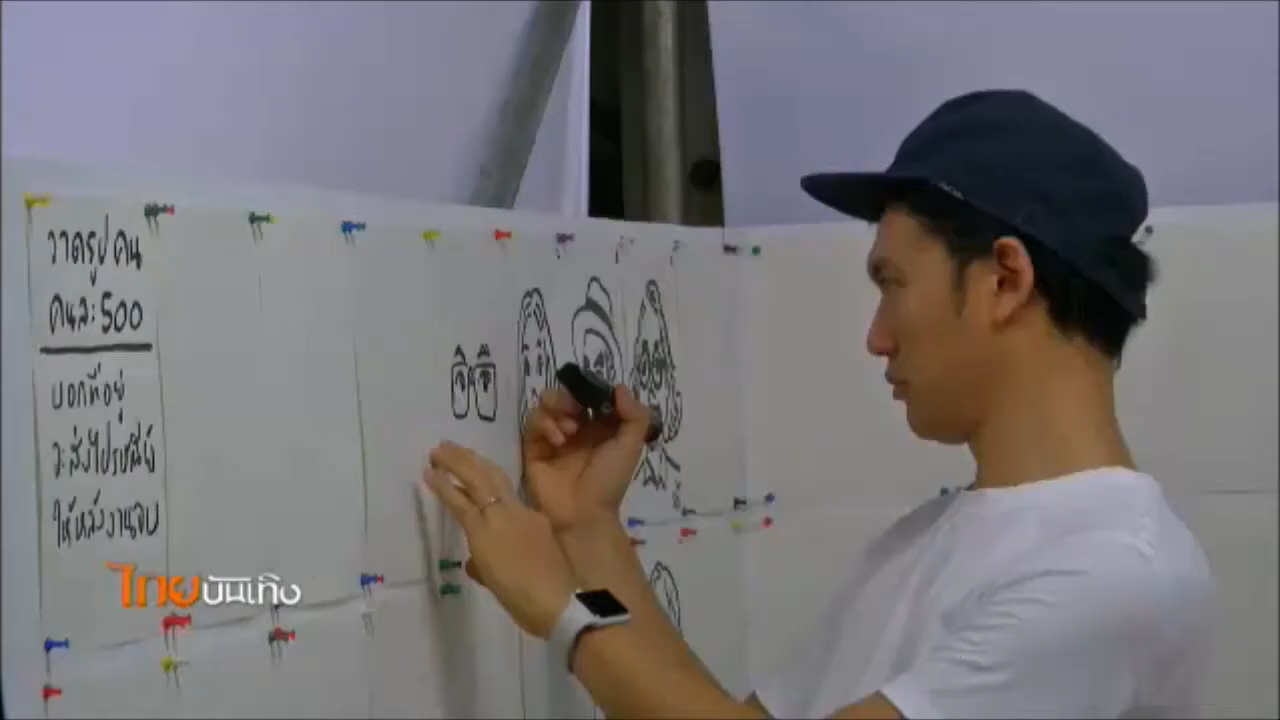 วาดรูปคน
คนละ 500
บอกที่อยู่
จะส่งไปรษณีย์
ให้หลังงานจบ
ไทยบันเทิง